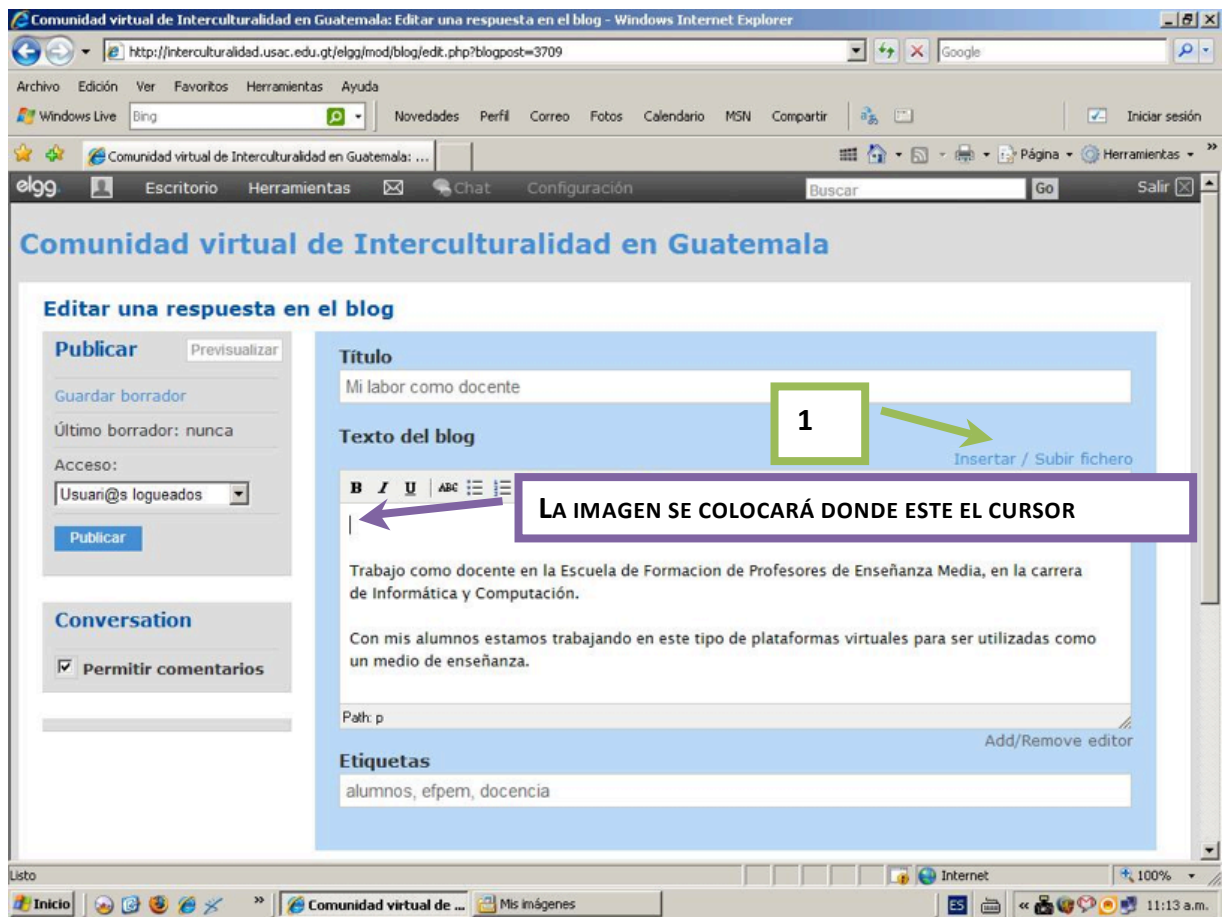 Comunidad virtual de Interculturalidad en Guatemala: Editar una respuesta en el blog - Windows Internet Explorer
http://interculturalidad.usac.edu.gt/elgg/mod/blog/edit.php?blogpost=3709
Google
Archivo Edición Ver Favoritos Herramientas Ayuda
Windows Live Bing Novedades Perfil Correo Fotos Calendario MSN Compartir Iniciar sesión
Comunidad virtual de Interculturalidad en Guatemala: ... Página Herramientas
elgg. Escritorio Herramientas Chat Configuración Buscar Go Salir
Comunidad virtual de Interculturalidad en Guatemala
Editar una respuesta en el blog
Publicar Previsualizar
Guardar borrador
Último borrador: nunca
Acceso:
Usuari@s logueados
Publicar
Conversation
Permitir comentarios
Título
Mi labor como docente
1
Texto del blog
Insertar / Subir fichero
B I U ABC
LA IMAGEN SE COLOCARÁ DONDE ESTE EL CURSOR
Trabajo como docente en la Escuela de Formacion de Profesores de Enseñanza Media, en la carrera
de Informática y Computación.
Con mis alumnos estamos trabajando en este tipo de plataformas virtuales para ser utilizadas como
un medio de enseñanza.
Path: p
Add/Remove editor
Etiquetas
alumnos, efpem, docencia
Listo Internet 100%
Inicio Comunidad virtual de ... Mis imágenes ES 11:13 a.m.